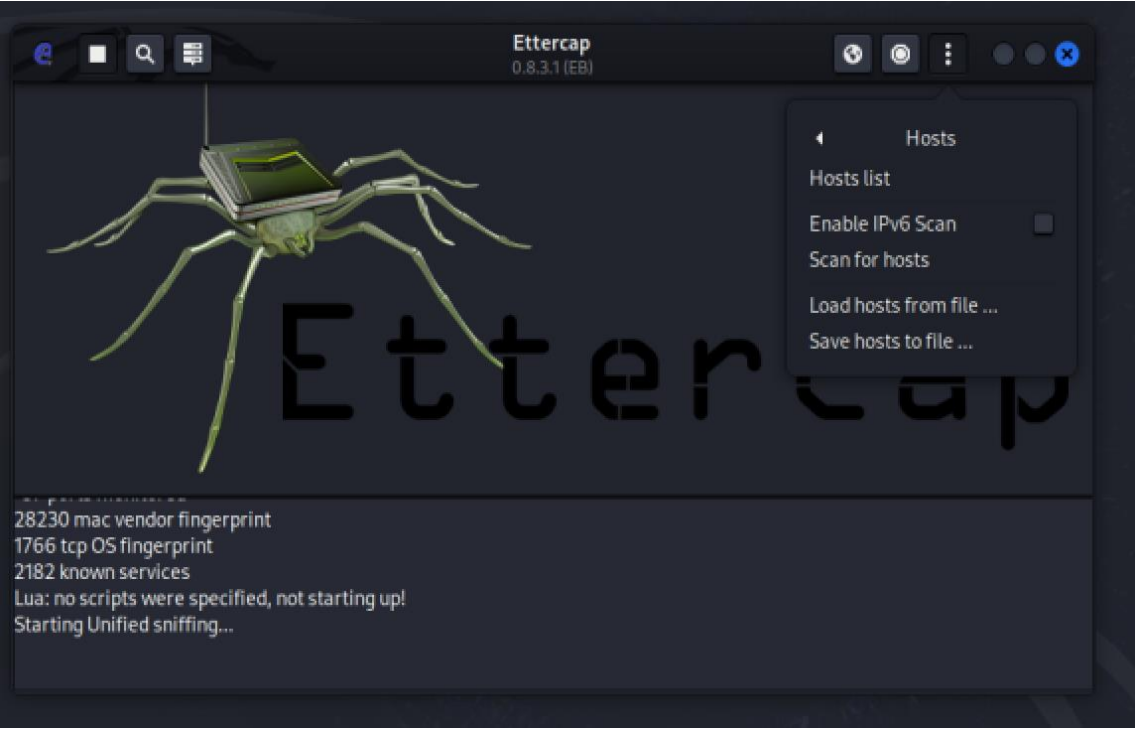 Ettercap
0.8.3.1 (EB)
Hosts
Hosts list
Enable IPv6 Scan
Scan for hosts
Load hosts from file ...
Save hosts to file ...
Ettercap
28230 mac vendor fingerprint
1766 tcp OS fingerprint
2182 known services
Lua: no scripts were specified, not starting up!
Starting Unified sniffing...